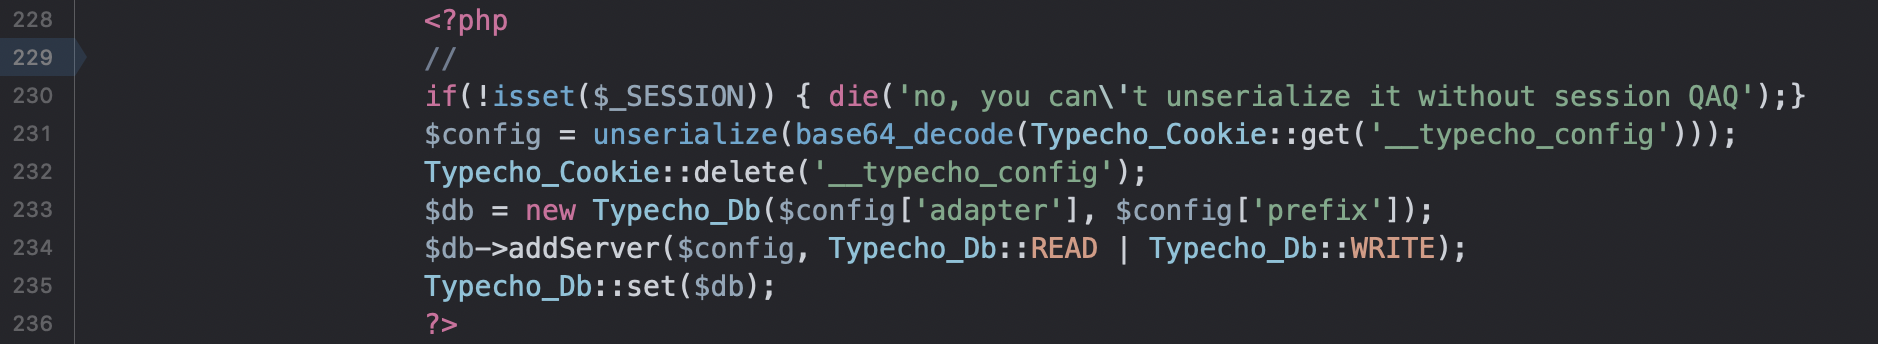 228 <?php
229 //
230 if(!isset($_SESSION)) { die('no, you can\'t unserialize it without session QAQ');}
231 $config = unserialize(base64_decode(Typecho_Cookie::get('__typecho_config')));
232 Typecho_Cookie::delete('__typecho_config');
233 $db = new Typecho_Db($config['adapter'], $config['prefix']);
234 $db->addServer($config, Typecho_Db::READ | Typecho_Db::WRITE);
235 Typecho_Db::set($db);
236 ?>